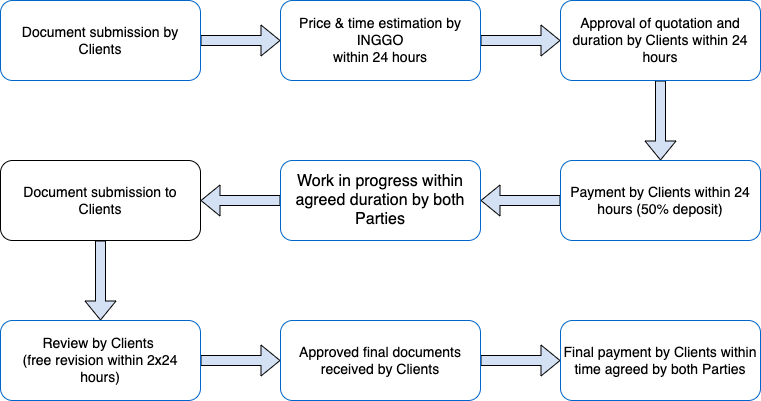 Document submission by
Clients
Price & time estimation by
INGGO
within 24 hours
Approval of quotation and
duration by Clients within 24
hours
Document submission to
Clients
Work in progress within
agreed duration by both
Parties
Payment by Clients within 24
hours (50% deposit)
Review by Clients
(free revision within 2x24
hours)
Approved final documents
received by Clients
Final payment by Clients within
time agreed by both Parties